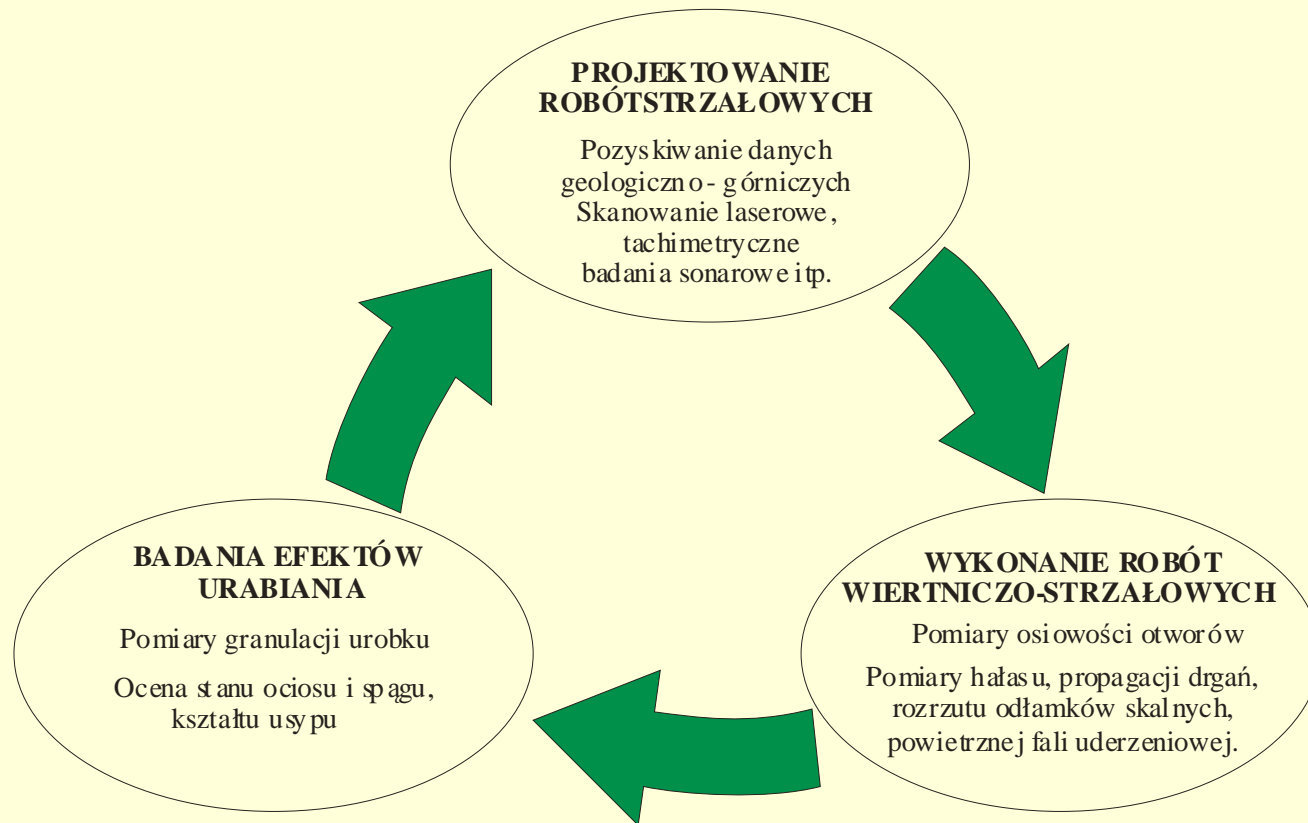 PROJEKTOWANIE
ROBÓTSTRZAŁOWYCH
Pozyskiwanie danych
geologiczno - górniczych
Skanowanie laserowe,
tachimetryczne
badania sonarowe itp.
WYKONANIE ROBÓT
WIERTNICZO-STRZAŁOWYCH
Pomiary osiowości otworów
Pomiary hałasu, propagacji drgań,
rozrzutu odłamków skalnych,
powietrznej fali uderzeniowej.
BADANIA EFEKTÓW
URABIANIA
Pomiary granulacji urobku
Ocena stanu ociosu i spągu,
kształtu usypu